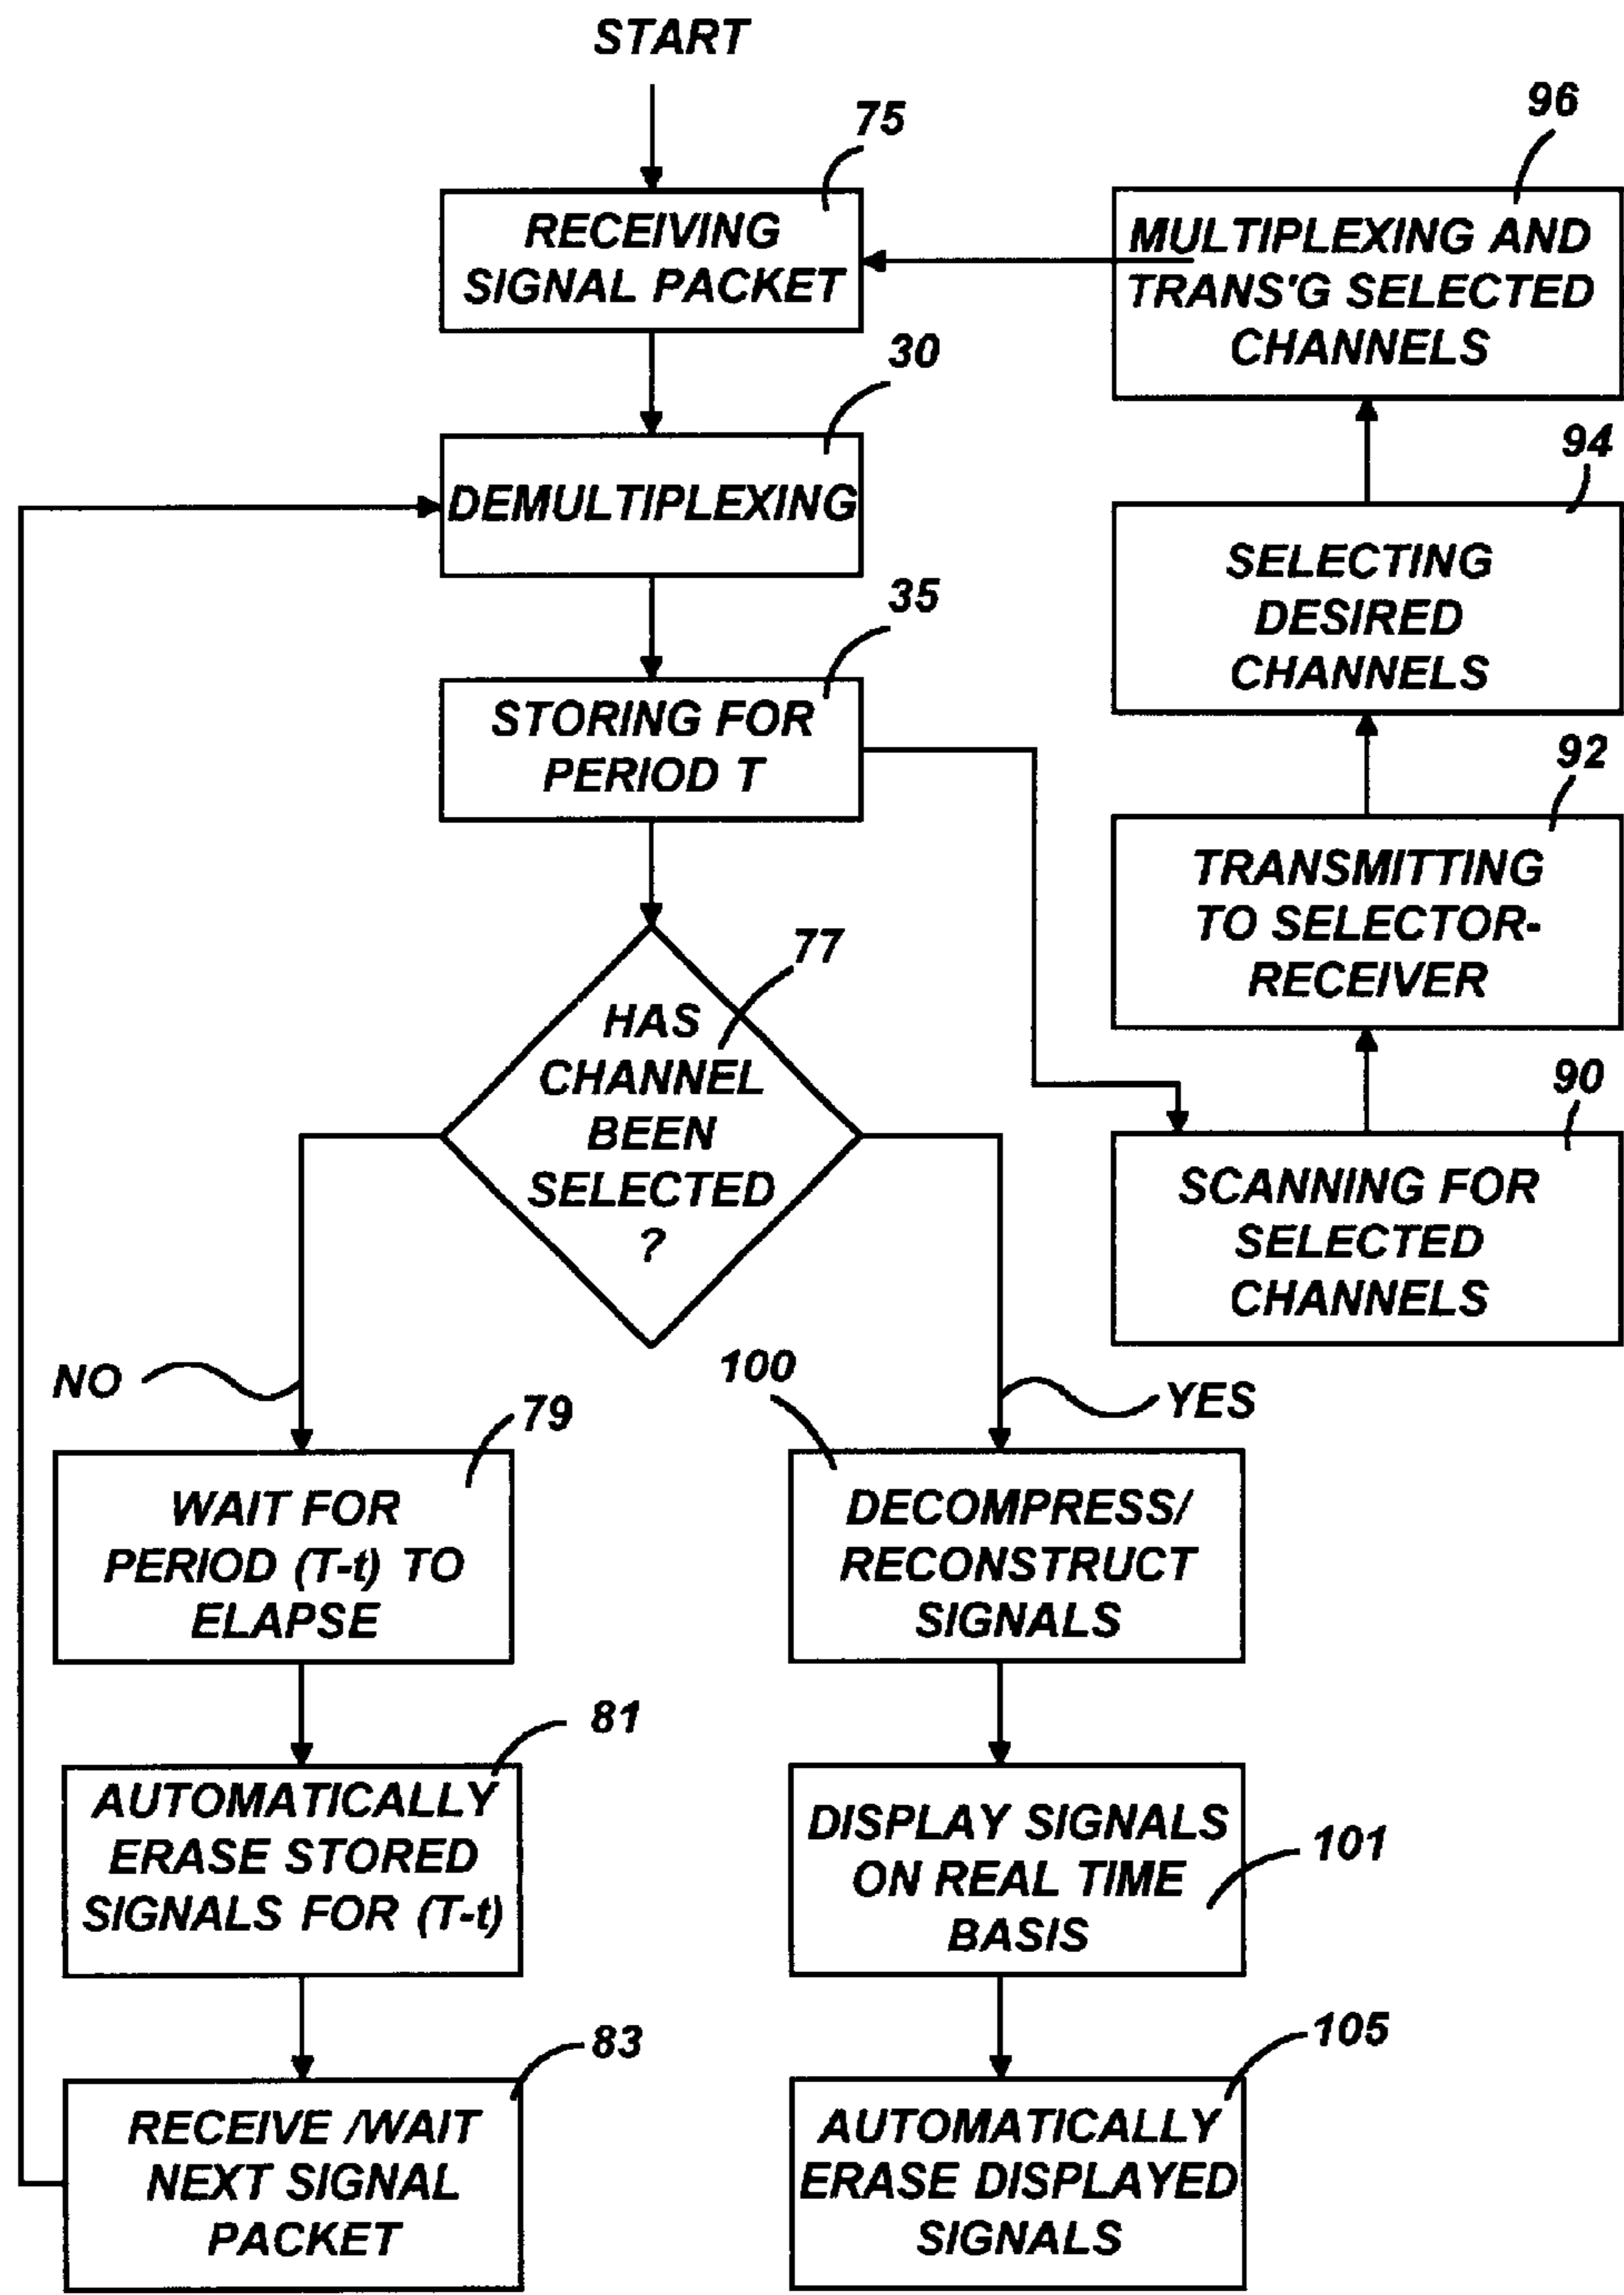 START
75
RECEIVING
SIGNAL PACKET
96
MULTIPLEXING AND
TRANS'G SELECTED
CHANNELS
30
DEMULTIPLEXING
94
SELECTING
DESIRED
CHANNELS
35
STORING FOR
PERIOD T
92
TRANSMITTING
TO SELECTOR-
RECEIVER
77
HAS
CHANNEL
BEEN
SELECTED
?
90
SCANNING FOR
SELECTED
CHANNELS
NO
YES
79
WAIT FOR
PERIOD (T-t) TO
ELAPSE
100
DECOMPRESS/
RECONSTRUCT
SIGNALS
81
AUTOMATICALLY
ERASE STORED
SIGNALS FOR (T-t)
DISPLAY SIGNALS
ON REAL TIME
BASIS
101
83
RECEIVE /WAIT
NEXT SIGNAL
PACKET
105
AUTOMATICALLY
ERASE DISPLAYED
SIGNALS